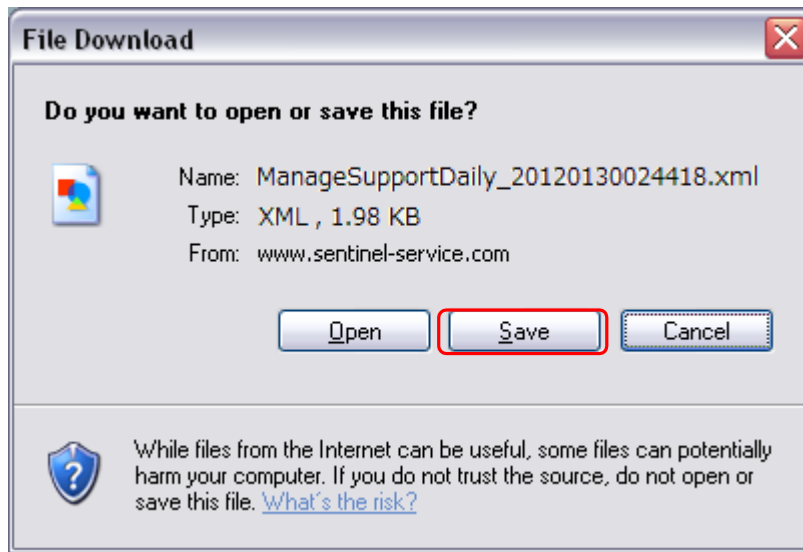 File Download
Do you want to open or save this file?
Name: ManageSupportDaily_20120130024418.xml
Type: XML , 1.98 KB
From: www.sentinel-service.com
Open Save Cancel
While files from the Internet can be useful, some files can potentially
harm your computer. If you do not trust the source, do not open or
save this file. What's the risk?